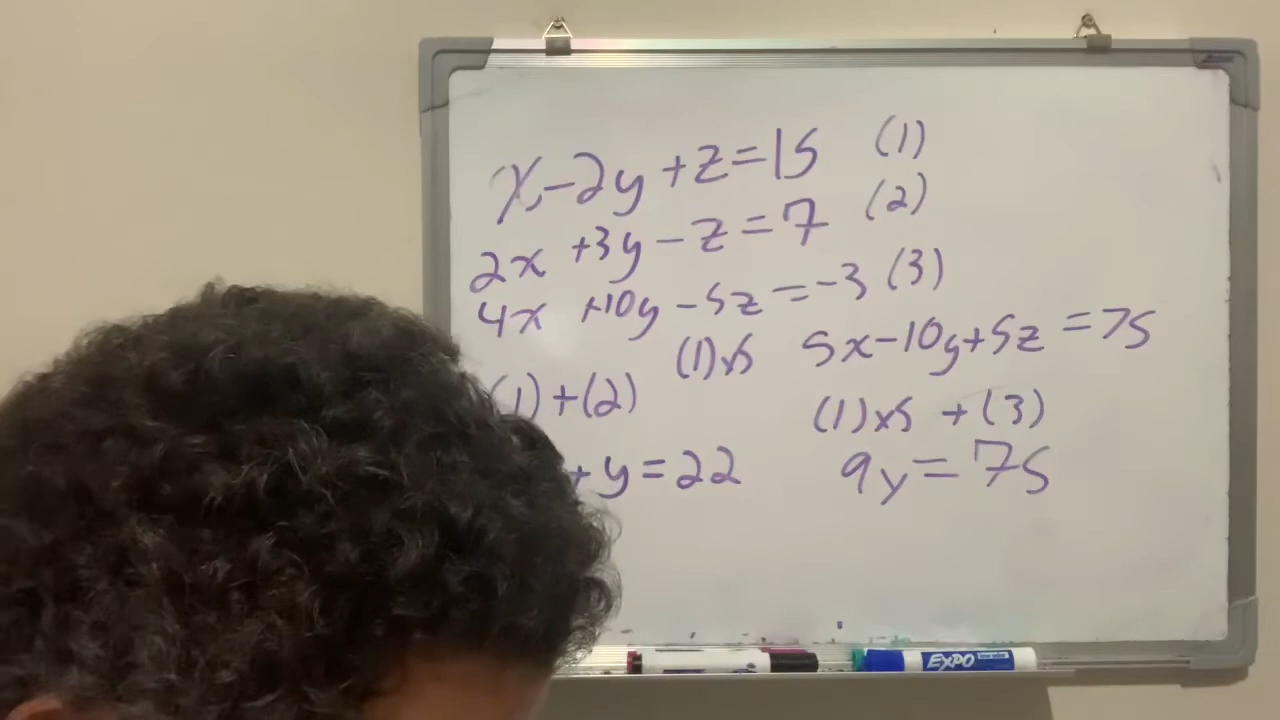 x-2y+z=15 (1)
2x+3y-z=7 (2)
4x+10y-5z=-3 (3)
(1)x5 5x-10y+5z=75
1)+(2)
(1)x5 +(3)
+y=22
9y=75
EXPO